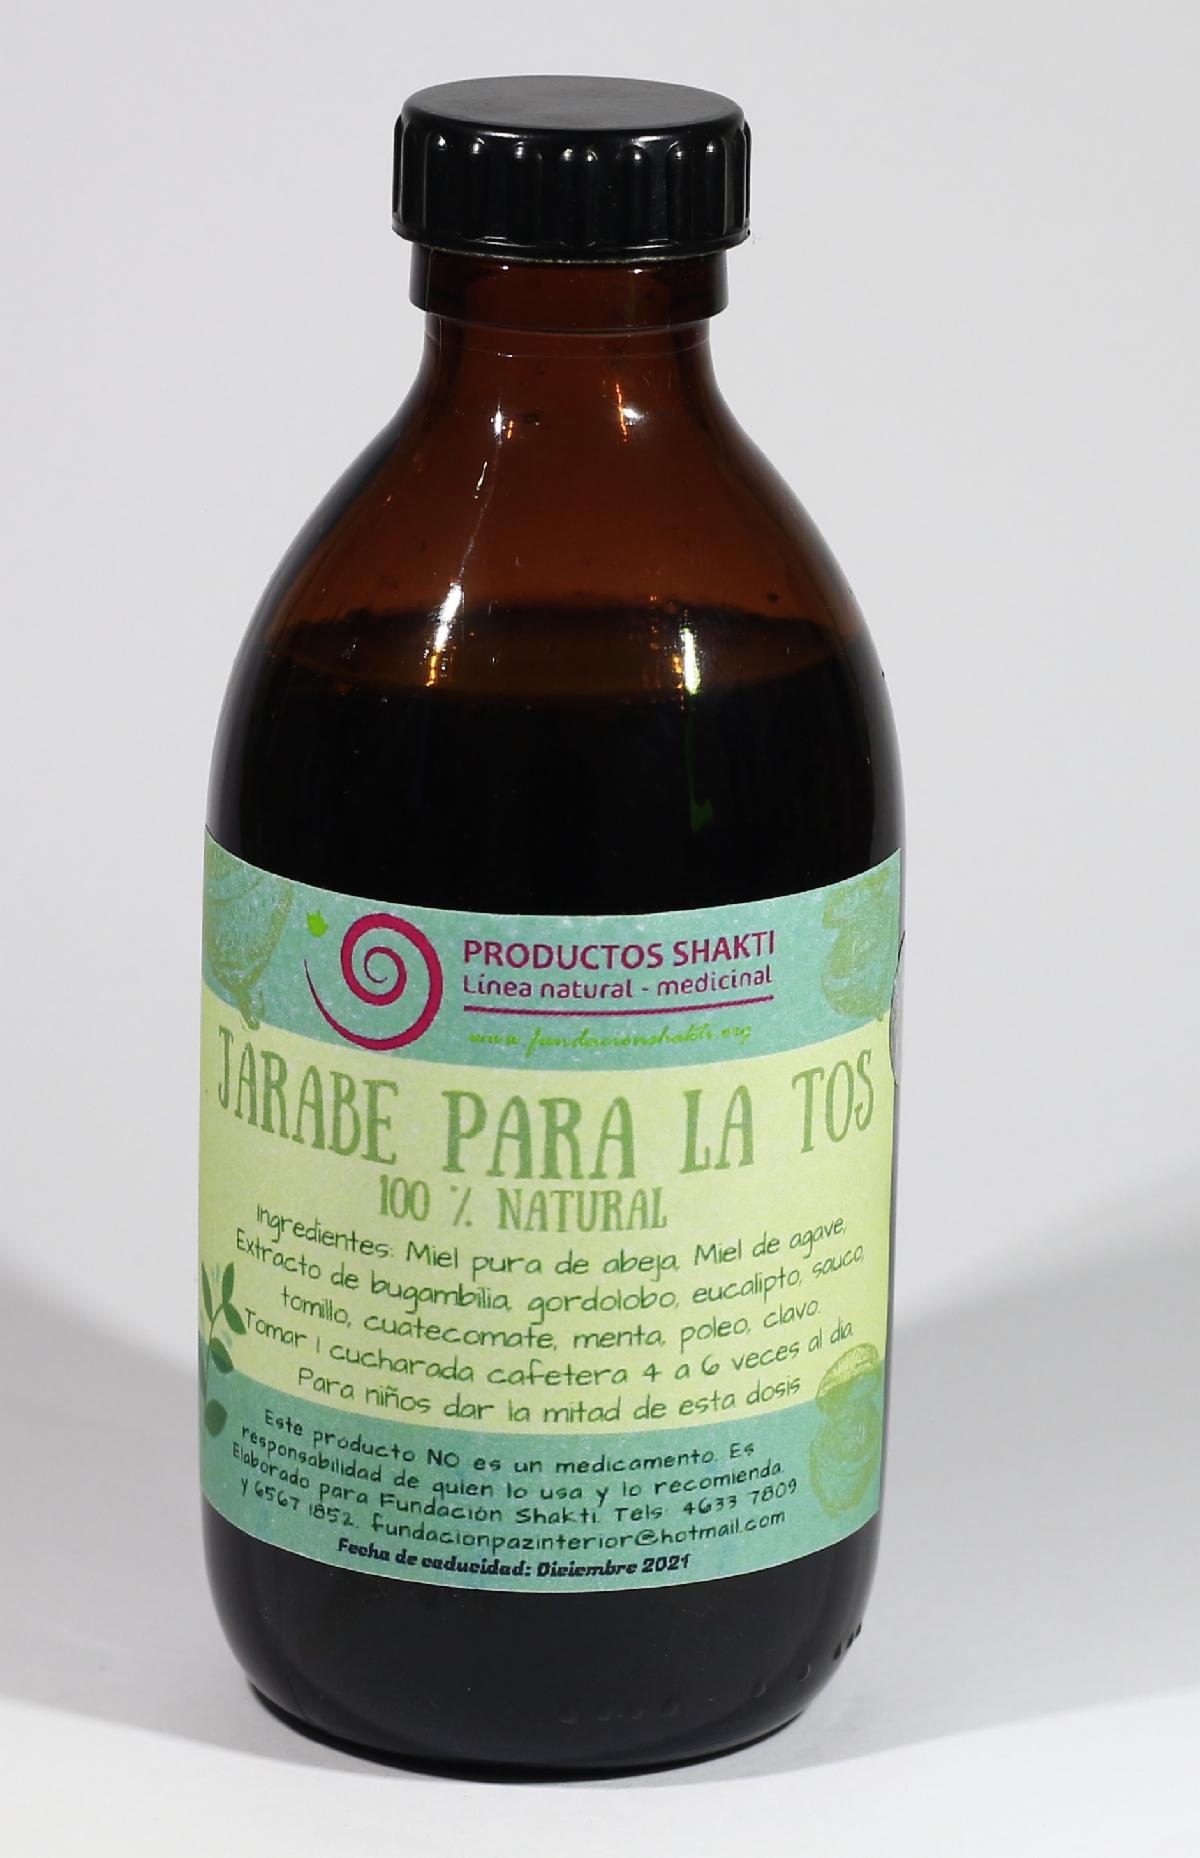 PRODUCTOS SHAKTI
Línea natural - medicinal
www.fundacionshakti.org
JARABE PARA LA TOS
100 % NATURAL
Ingredientes: Miel pura de abeja, Miel de agave,
Extracto de bugambilia, gordolobo, eucalipto, sauco,
tomillo, cuatecomate, menta, poleo, clavo.
Tomar 1 cucharada cafetera 4 a 6 veces al día
Para niños dar la mitad de esta dosis
Este producto NO es un medicamento. Es
responsabilidad de quien lo usa y lo recomienda.
Elaborado para Fundación Shakti. Tels: 4633 7809
y 6567 1852. fundacionpazinterior@hotmail.com
Fecha de caducidad: Diciembre 2021